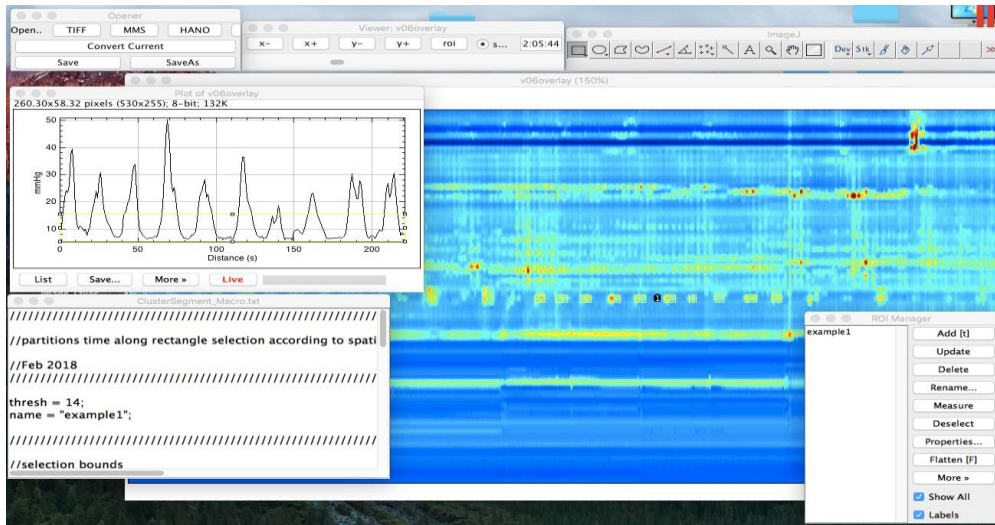 Opener
Open..
TIFF
MMS
HANO
Convert Current
Save
SaveAs
Viewer: v06overlay
x-
x+
y-
y+
roi
s...
2:05:44
ImageJ
Dev
Stk
v06overlay (150%)
Plot of v06overlay
260.30x58.32 pixels (530x255); 8-bit; 132K
50
40
30
20
10
mmHg
0
50
100
150
200
Distance (s)
List
Save...
More »
Live
ClusterSegment_Macro.txt
//partitions time along rectangle selection according to spati
//Feb 2018
thresh = 14;
name = "example1";
//selection bounds
1
ROI Manager
example1
Add [t]
Update
Delete
Rename...
Measure
Deselect
Properties...
Flatten [F]
More »
Show All
Labels